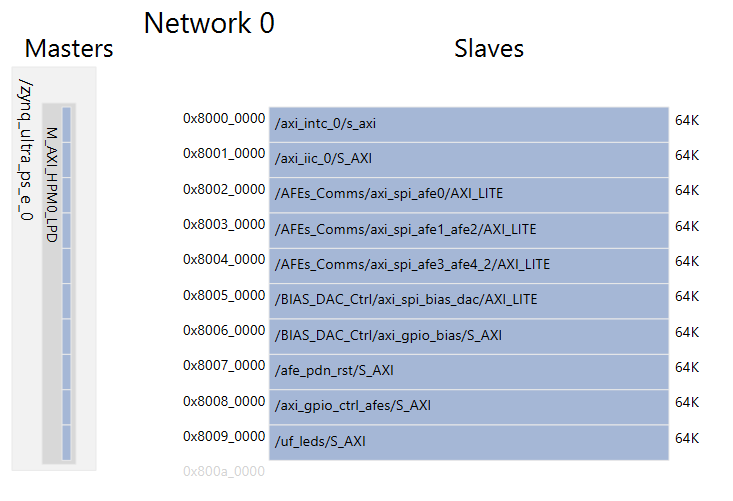 Network 0
Masters
Slaves
/zynq_ultra_ps_e_0
M_AXI_HPM0_LPD
0x8000_0000 /axi_intc_0/s_axi 64K
0x8001_0000 /axi_iic_0/S_AXI 64K
0x8002_0000 /AFEs_Comms/axi_spi_afe0/AXI_LITE 64K
0x8003_0000 /AFEs_Comms/axi_spi_afe1_afe2/AXI_LITE 64K
0x8004_0000 /AFEs_Comms/axi_spi_afe3_afe4_2/AXI_LITE 64K
0x8005_0000 /BIAS_DAC_Ctrl/axi_spi_bias_dac/AXI_LITE 64K
0x8006_0000 /BIAS_DAC_Ctrl/axi_gpio_bias/S_AXI 64K
0x8007_0000 /afe_pdn_rst/S_AXI 64K
0x8008_0000 /axi_gpio_ctrl_afes/S_AXI 64K
0x8009_0000 /uf_leds/S_AXI 64K
0x800a_0000